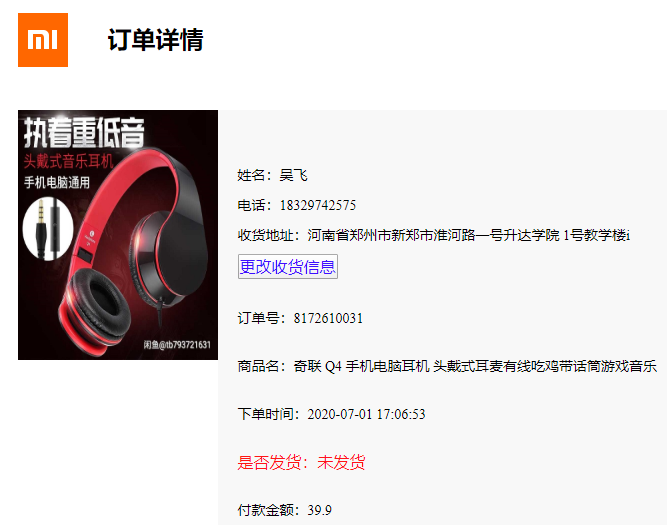 mi
订单详情
执着重低音
头戴式音乐耳机
手机电脑通用
闲鱼@tb793721631
姓名：吴飞
电话：18329742575
收货地址：河南省郑州市新郑市淮河路一号升达学院 1号教学楼i
更改收货信息
订单号：8172610031
商品名：奇联 Q4 手机电脑耳机 头戴式耳麦有线吃鸡带话筒游戏音乐
下单时间：2020-07-01 17:06:53
是否发货：未发货
付款金额：39.9